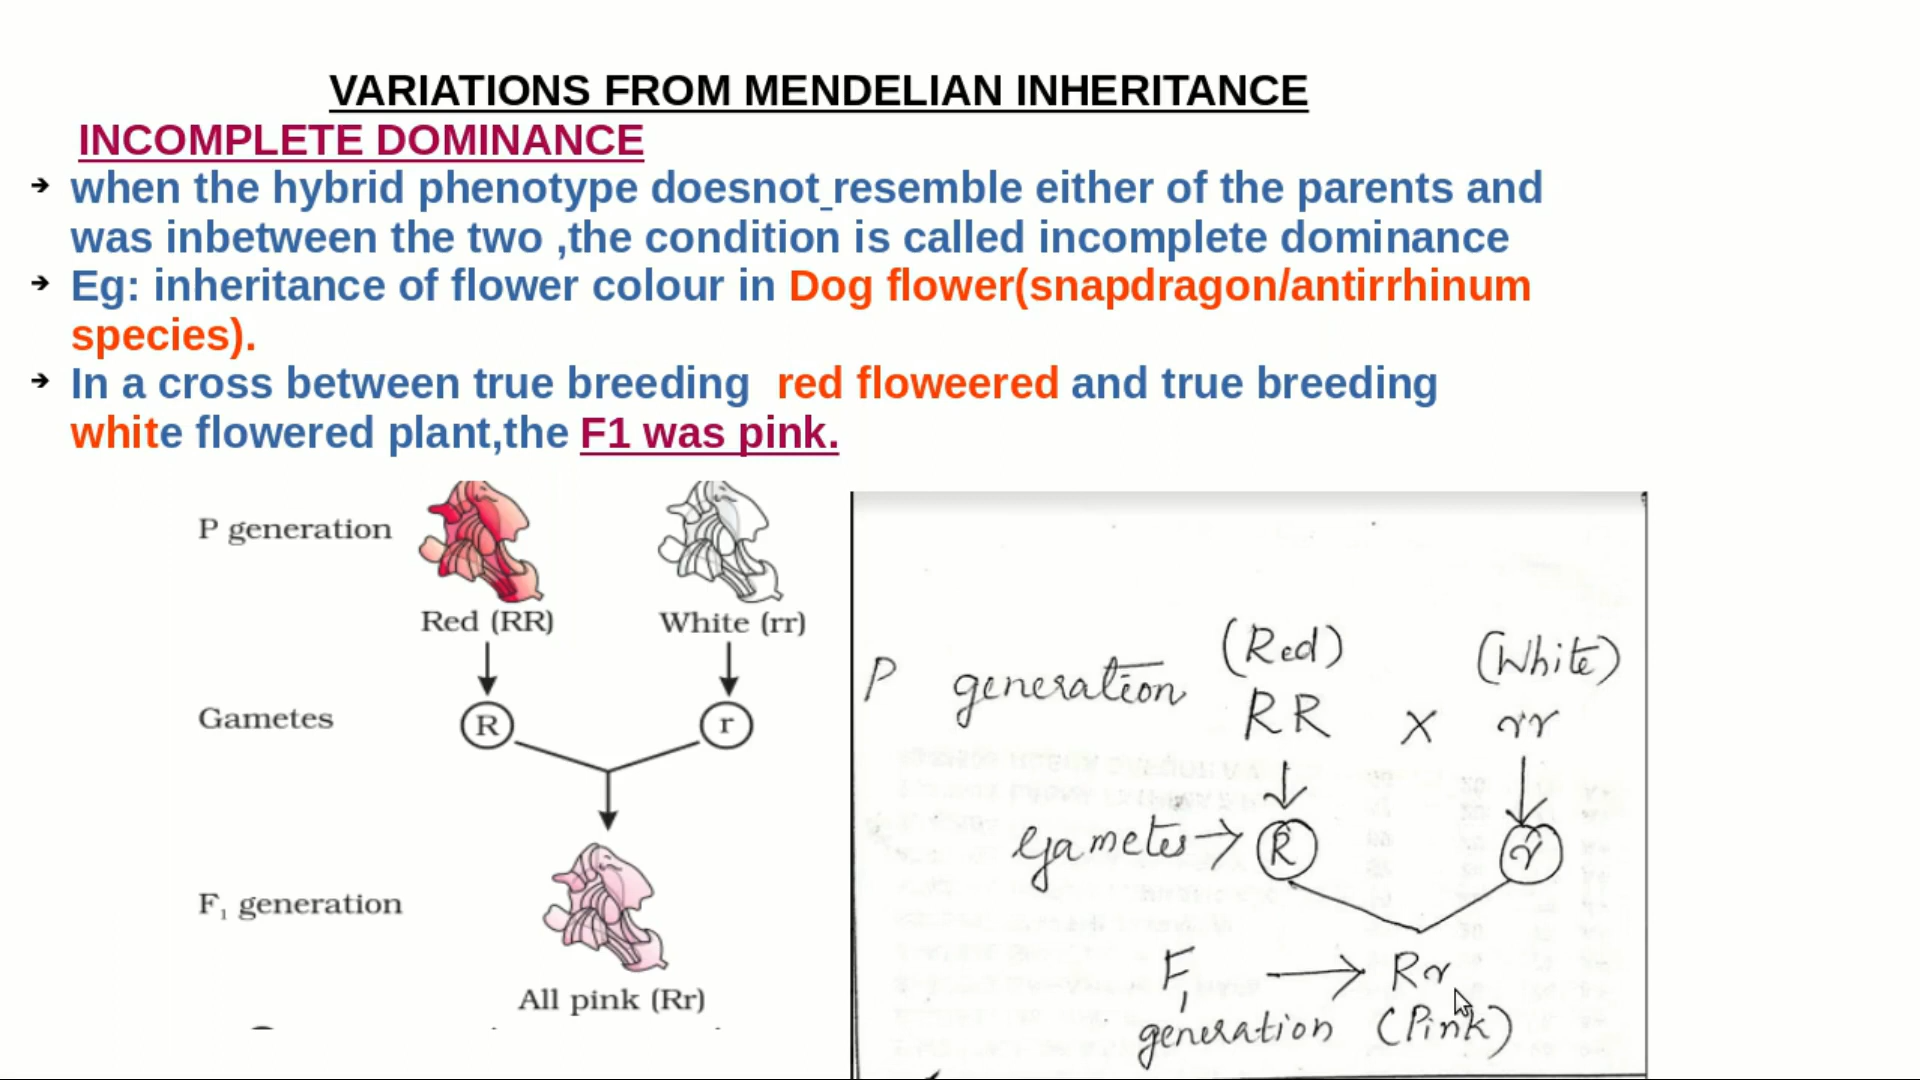 VARIATIONS FROM MENDELIAN INHERITANCE
INCOMPLETE DOMINANCE
➔ when the hybrid phenotype doesnot resemble either of the parents and
was inbetween the two ,the condition is called incomplete dominance
➔ Eg: inheritance of flower colour in Dog flower(snapdragon/antirrhinum
species).
➔ In a cross between true breeding red floweered and true breeding
white flowered plant,the F1 was pink.
P generation
Red (RR) White (rr)
Gametes R r
F₁ generation
All pink (Rr)
(Red) (White)
P generation RR X rr
Gametes → R r
F₁ → Rr
generation (Pink)